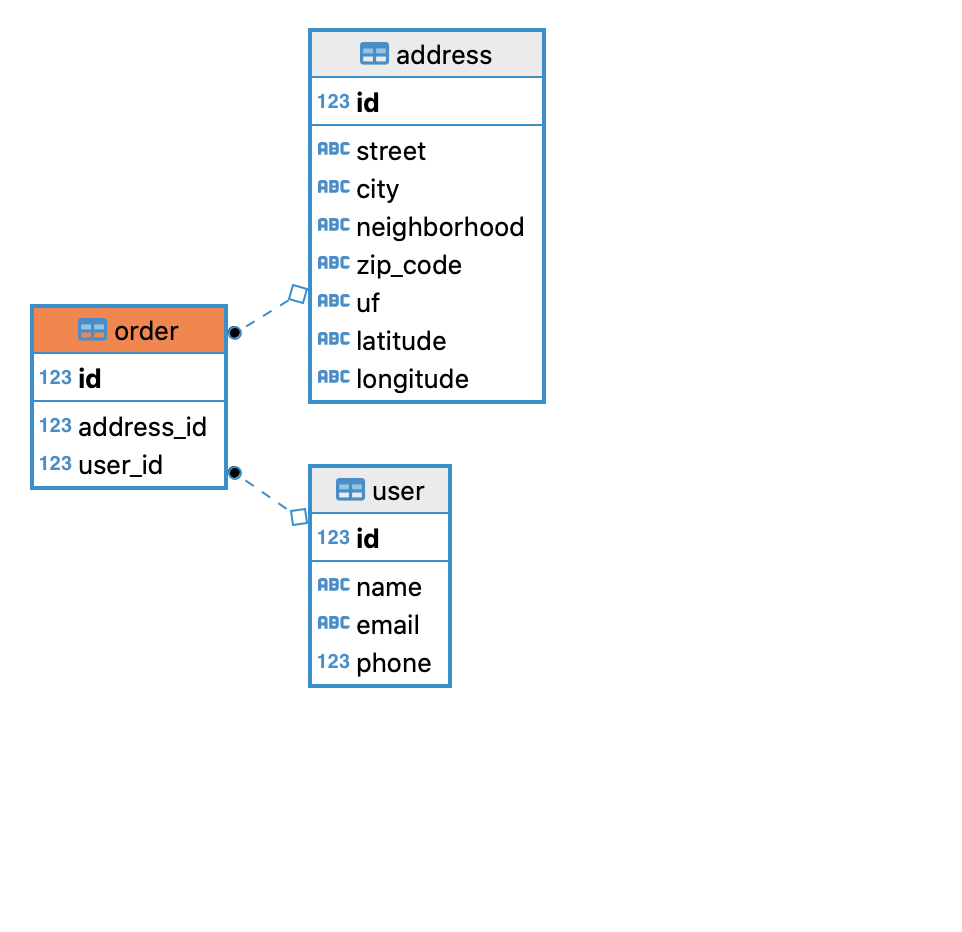 address
123 id
ABC street
ABC city
ABC neighborhood
ABC zip_code
ABC uf
ABC latitude
ABC longitude
order
123 id
123 address_id
123 user_id
user
123 id
ABC name
ABC email
123 phone